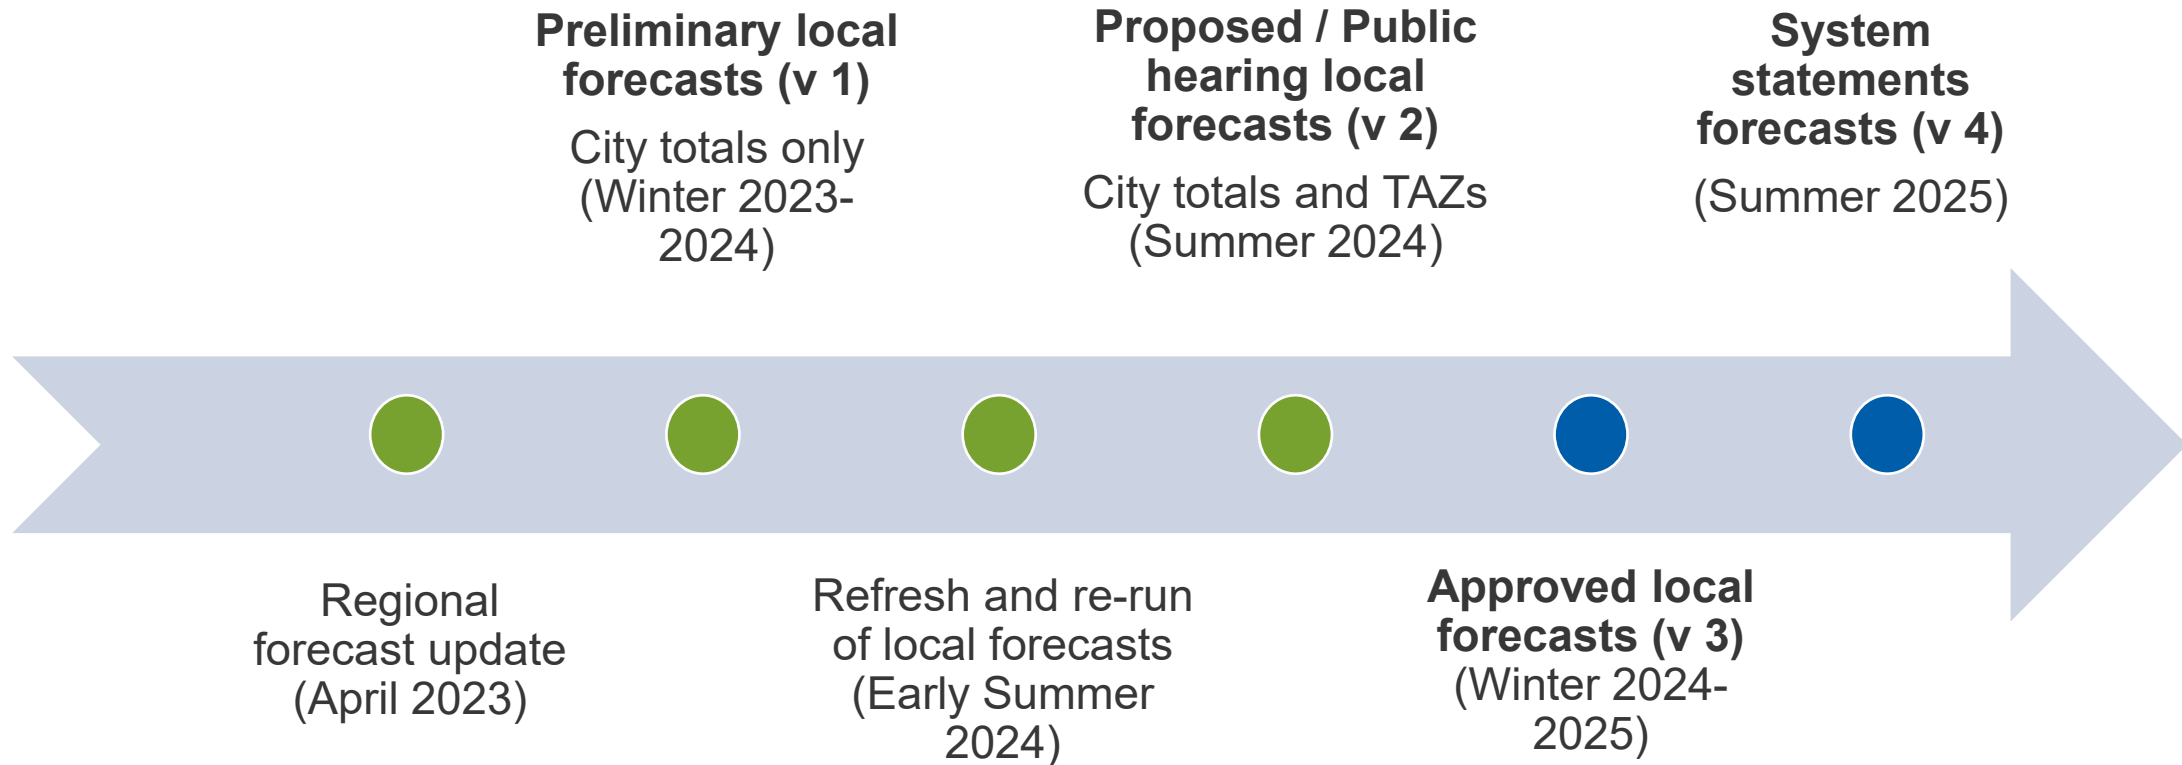 Preliminary local
forecasts (v 1)
City totals only
(Winter 2023-
2024)
Proposed / Public
hearing local
forecasts (v 2)
City totals and TAZs
(Summer 2024)
System
statements
forecasts (v 4)
(Summer 2025)
Regional
forecast update
(April 2023)
Refresh and re-run
of local forecasts
(Early Summer
2024)
Approved local
forecasts (v 3)
(Winter 2024-
2025)